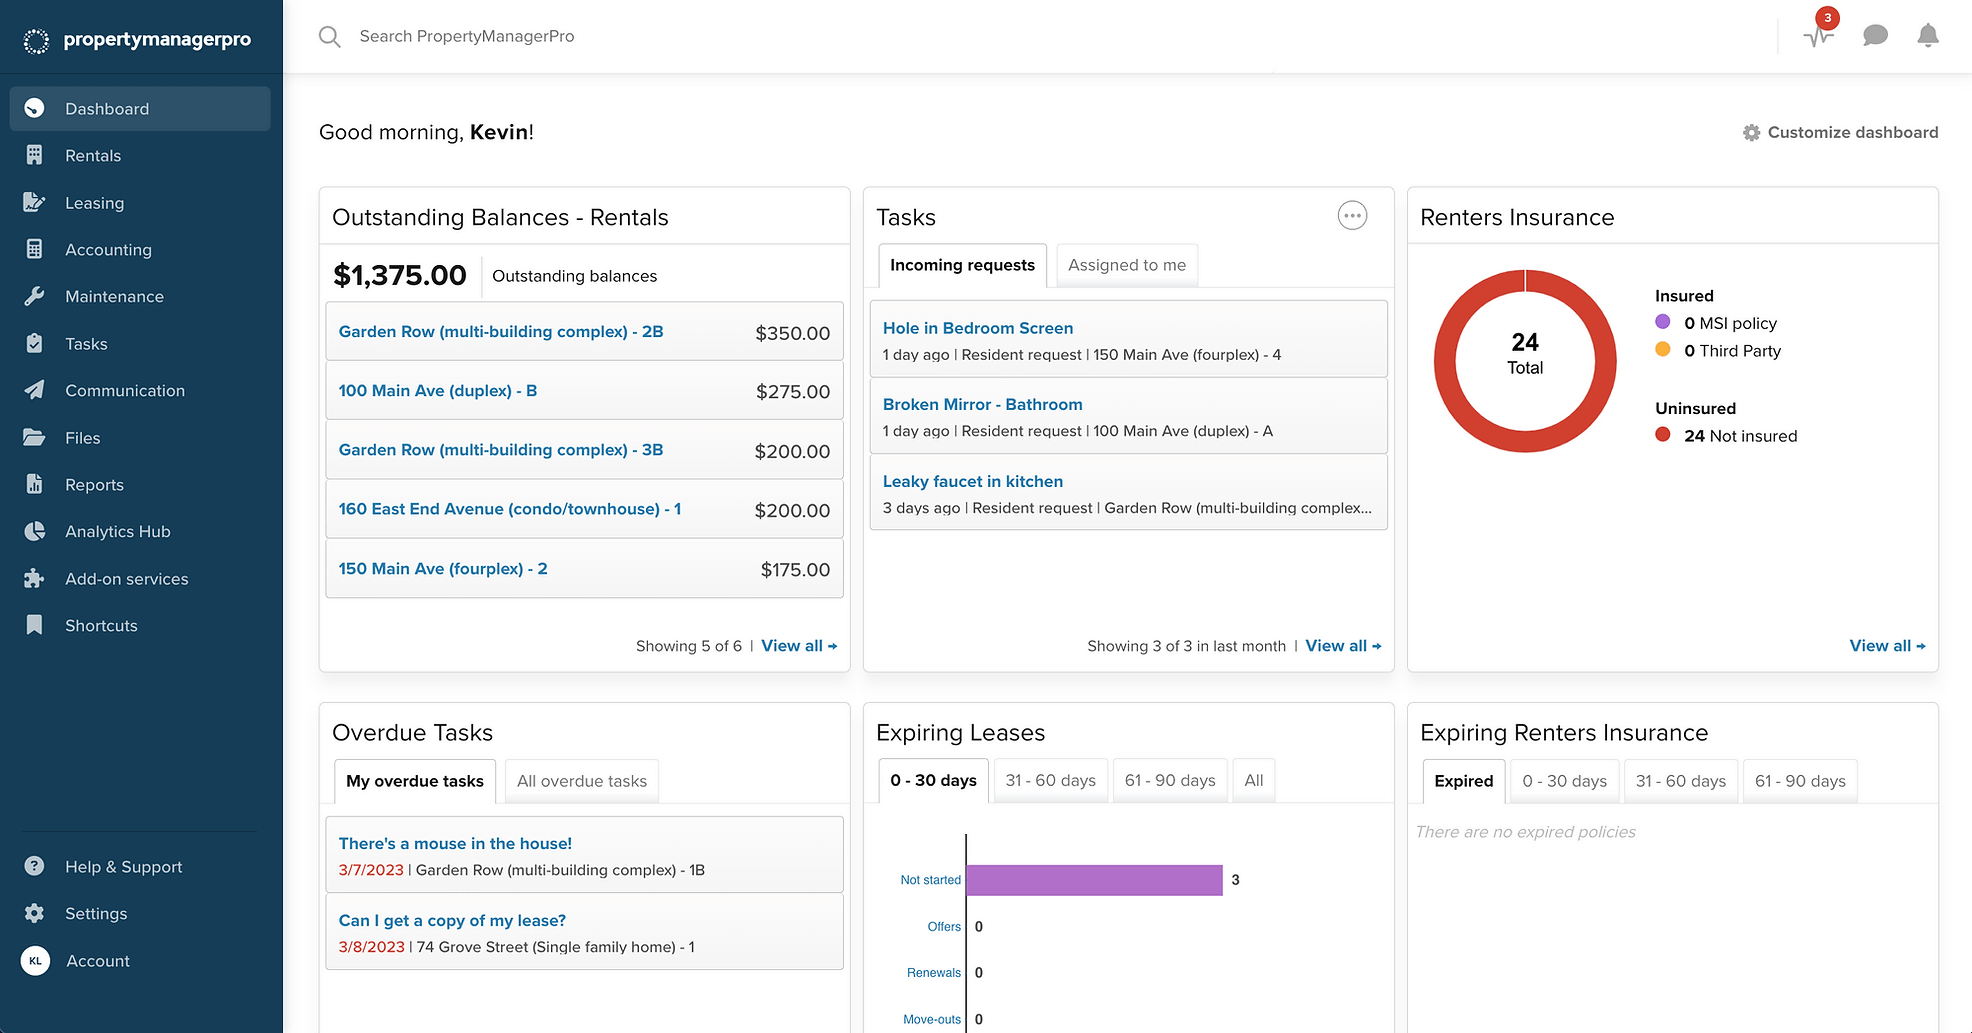 propertymanagerpro
Search PropertyManagerPro
3
Dashboard
Rentals
Leasing
Accounting
Maintenance
Tasks
Communication
Files
Reports
Analytics Hub
Add-on services
Shortcuts
Help & Support
Settings
KL Account
Good morning, Kevin!
Customize dashboard
Outstanding Balances - Rentals
$1,375.00 Outstanding balances
Garden Row (multi-building complex) - 2B $350.00
100 Main Ave (duplex) - B $275.00
Garden Row (multi-building complex) - 3B $200.00
160 East End Avenue (condo/townhouse) - 1 $200.00
150 Main Ave (fourplex) - 2 $175.00
Showing 5 of 6 | View all →
Tasks
Incoming requests Assigned to me
Hole in Bedroom Screen
1 day ago | Resident request | 150 Main Ave (fourplex) - 4
Broken Mirror - Bathroom
1 day ago | Resident request | 100 Main Ave (duplex) - A
Leaky faucet in kitchen
3 days ago | Resident request | Garden Row (multi-building complex...
Showing 3 of 3 in last month | View all →
Renters Insurance
24
Total
Insured
0 MSI policy
0 Third Party
Uninsured
24 Not insured
View all →
Overdue Tasks
My overdue tasks All overdue tasks
There's a mouse in the house!
3/7/2023 | Garden Row (multi-building complex) - 1B
Can I get a copy of my lease?
3/8/2023 | 74 Grove Street (Single family home) - 1
Expiring Leases
0 - 30 days 31 - 60 days 61 - 90 days All
Not started 3
Offers 0
Renewals 0
Move-outs 0
Expiring Renters Insurance
Expired 0 - 30 days 31 - 60 days 61 - 90 days
There are no expired policies